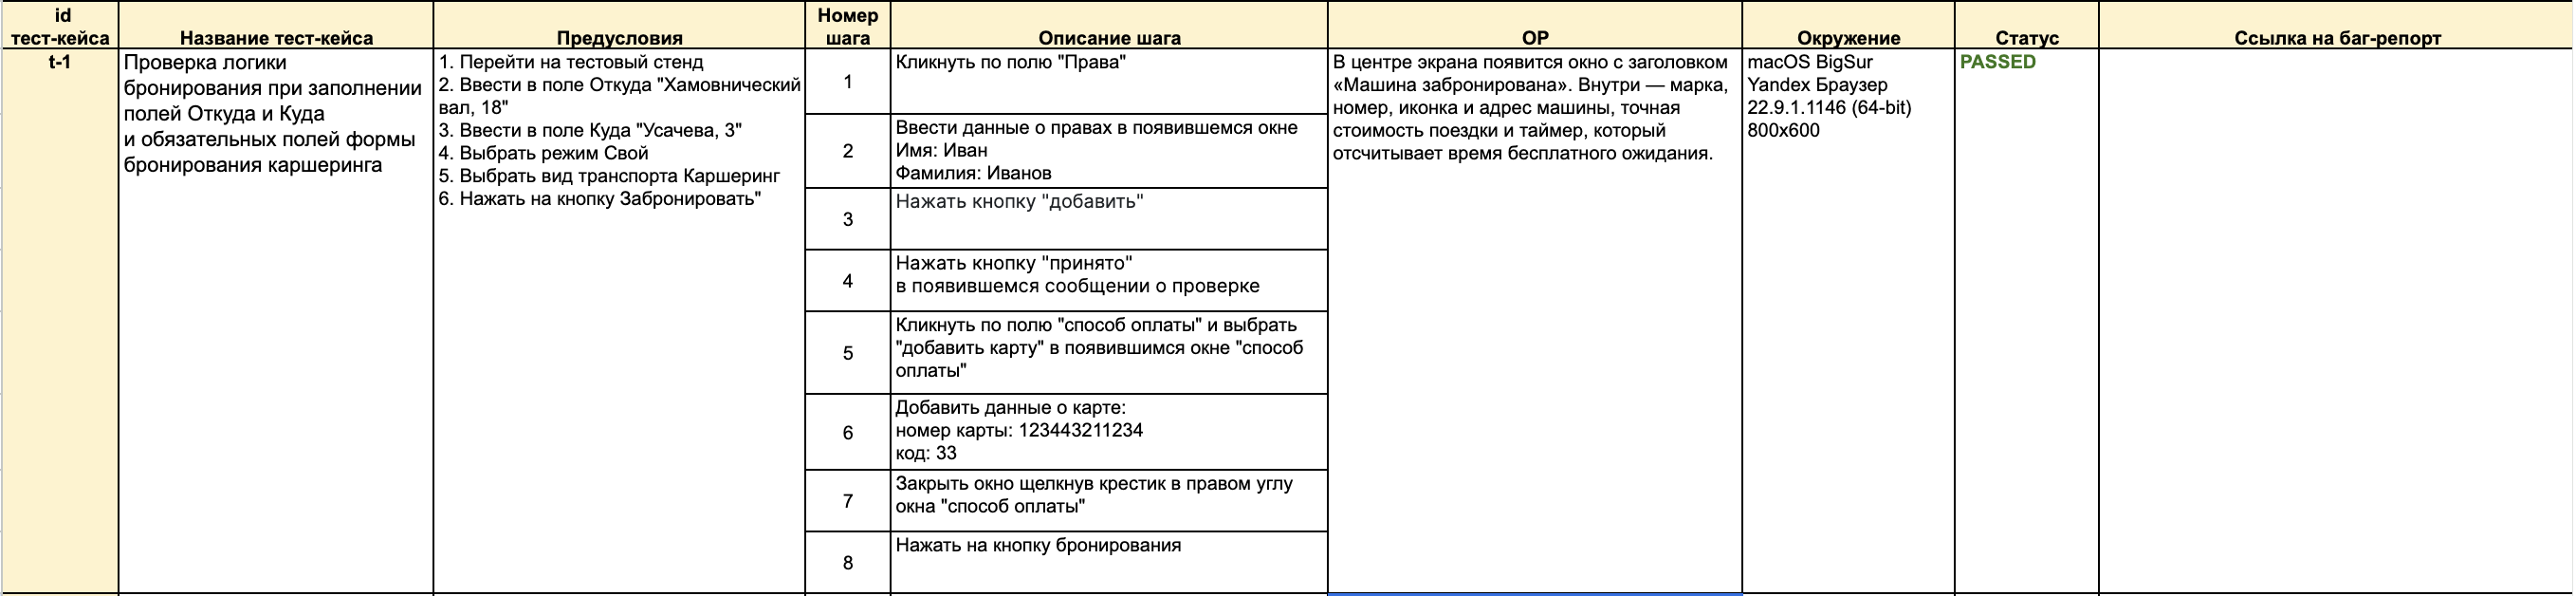 id
тест-кейса
Название тест-кейса
Предусловия
Номер
шага
Описание шага
ОР
Окружение
Статус
Ссылка на баг-репорт
t-1
Проверка логики
бронирования при заполнении
полей Откуда и Куда
и обязательных полей формы
бронирования каршеринга
1. Перейти на тестовый стенд
2. Ввести в поле Откуда "Хамовнический
вал, 18"
3. Ввести в поле Куда "Усачева, 3"
4. Выбрать режим Свой
5. Выбрать вид транспорта Каршеринг
6. Нажать на кнопку Забронировать"
1
Кликнуть по полю "Права"
2
Ввести данные о правах в появившемся окне
Имя: Иван
Фамилия: Иванов
3
Нажать кнопку "добавить"
4
Нажать кнопку "принято"
в появившемся сообщении о проверке
5
Кликнуть по полю "способ оплаты" и выбрать
"добавить карту" в появившимся окне "способ
оплаты"
6
Добавить данные о карте:
номер карты: 123443211234
код: 33
7
Закрыть окно щелкнув крестик в правом углу
окна "способ оплаты"
8
Нажать на кнопку бронирования
В центре экрана появится окно с заголовком
«Машина забронирована». Внутри — марка,
номер, иконка и адрес машины, точная
стоимость поездки и таймер, который
отсчитывает время бесплатного ожидания.
macOS BigSur
Yandex Браузер
22.9.1.1146 (64-bit)
800x600
PASSED